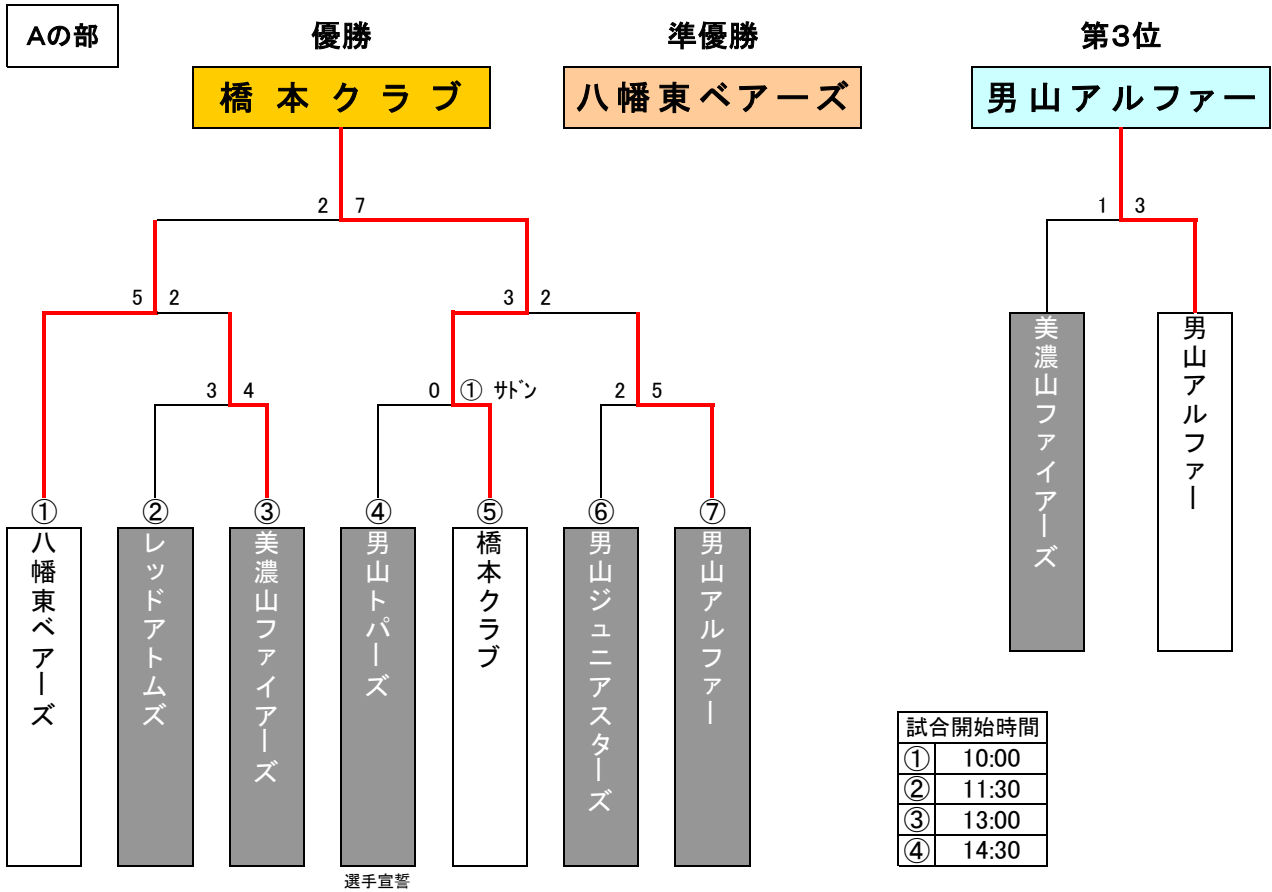 Aの部
優勝
準優勝
第3位
橋本クラブ
八幡東ベアーズ
男山アルファー
2 7
1 3
5 2
3 2
3 4
0 ① サドン
2 5
美濃山ファイアーズ
男山アルファー
①
②
③
④
⑤
⑥
⑦
八幡東ベアーズ
レッドアトムズ
美濃山ファイアーズ
男山トパーズ
橋本クラブ
男山ジュニアスターズ
男山アルファー
選手宣誓
試合開始時間
① 10:00
② 11:30
③ 13:00
④ 14:30